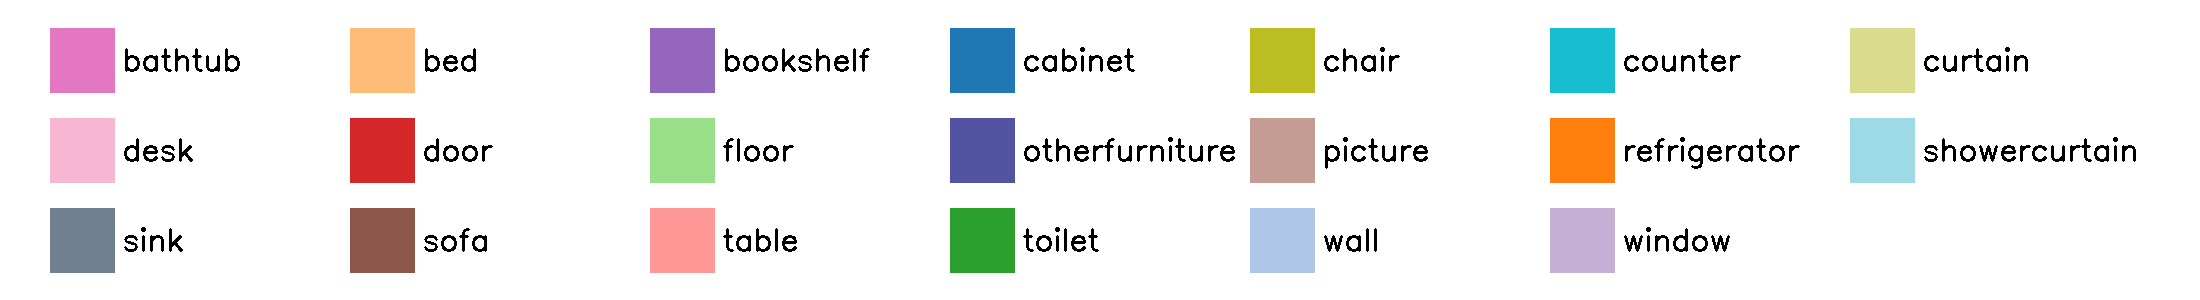 bathtub bed bookshelf cabinet chair counter curtain
desk door floor otherfurniture picture refrigerator showercurtain
sink sofa table toilet wall window